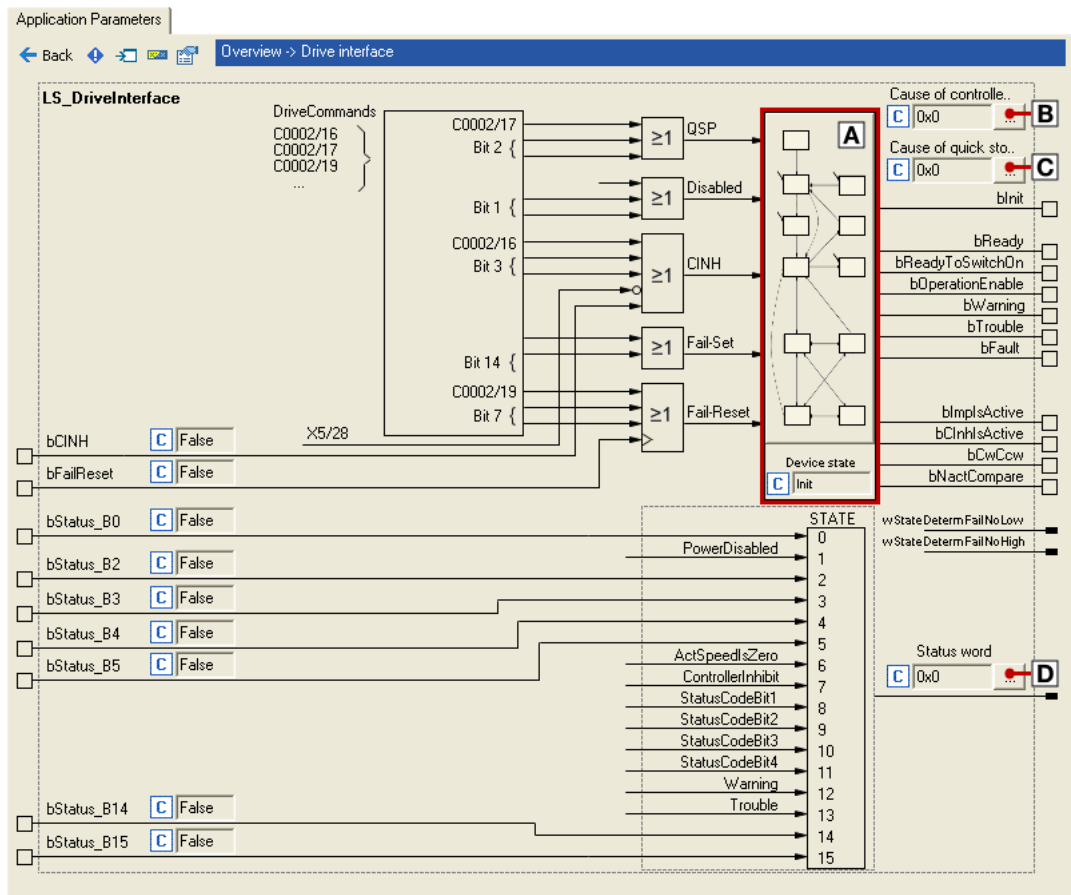 Application Parameters
Back
Overview -> Drive interface
LS_DriveInterface
DriveCommands
C0002/16
C0002/17
C0002/19
...
C0002/17
Bit 2 {
Bit 1 {
C0002/16
Bit 3 {
Bit 14 {
C0002/19
Bit 7 {
≥1 QSP
≥1 Disabled
≥1 CINH
≥1 Fail-Set
≥1 Fail-Reset
X5/28
A
Device state
C Init
Cause of controlle..
C 0x0 ... B
Cause of quick sto..
C 0x0 ... C
bInit
bReady
bReadyToSwitchOn
bOperationEnable
bWarning
bTrouble
bFault
bImpIsActive
bCInhIsActive
bCwCcw
bNactCompare
wStateDetermFailNoLow
wStateDetermFailNoHigh
Status word
C 0x0 ... D
bCINH C False
bFailReset C False
bStatus_B0 C False
bStatus_B2 C False
bStatus_B3 C False
bStatus_B4 C False
bStatus_B5 C False
bStatus_B14 C False
bStatus_B15 C False
STATE
0
PowerDisabled 1
2
3
4
5
ActSpeedIsZero 6
ControllerInhibit 7
StatusCodeBit1 8
StatusCodeBit2 9
StatusCodeBit3 10
StatusCodeBit4 11
Warning 12
Trouble 13
14
15